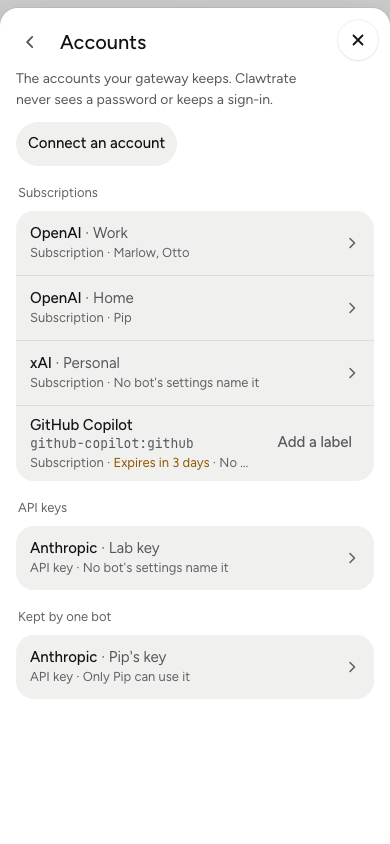 Accounts
The accounts your gateway keeps. Clawtrate
never sees a password or keeps a sign-in.
Connect an account
Subscriptions
OpenAI · Work
Subscription · Marlow, Otto
OpenAI · Home
Subscription · Pip
xAI · Personal
Subscription · No bot's settings name it
GitHub Copilot
github-copilot:github
Add a label
Subscription · Expires in 3 days · No ...
API keys
Anthropic · Lab key
API key · No bot's settings name it
Kept by one bot
Anthropic · Pip's key
API key · Only Pip can use it